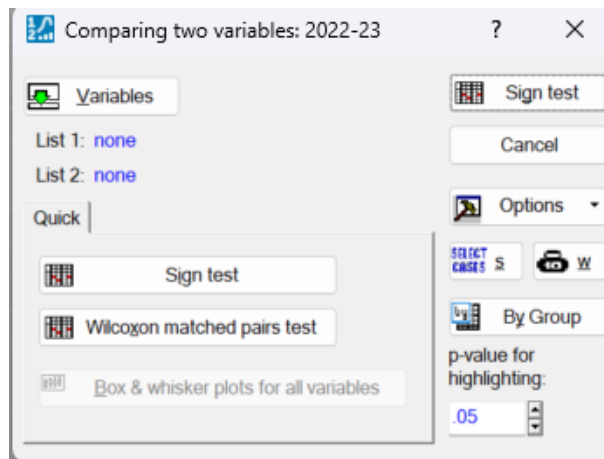 Comparing two variables: 2022-23 ? X
Variables
List 1: none
List 2: none
Quick
Sign test
Wilcoxon matched pairs test
Box & whisker plots for all variables
Sign test
Cancel
Options
SELECT CASES S W
By Group
p-value for
highlighting:
.05